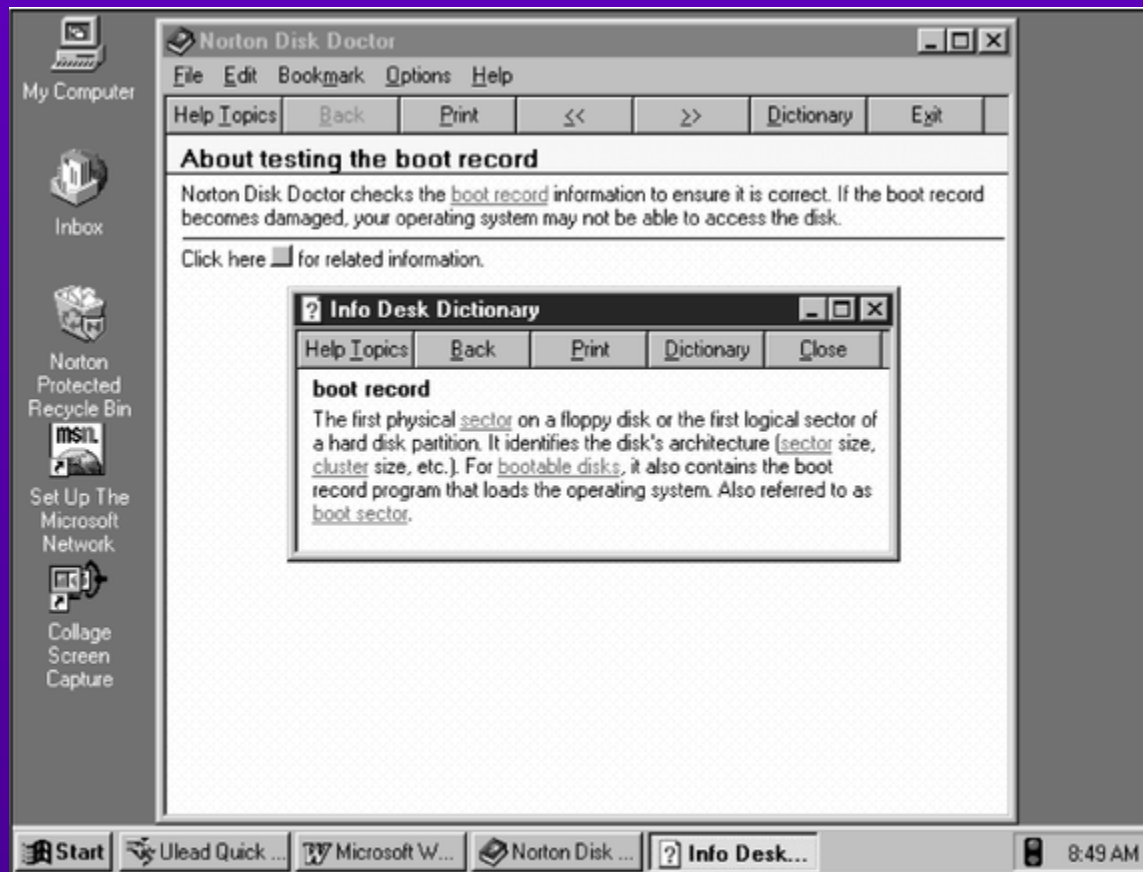 My Computer
Inbox
Norton
Protected
Recycle Bin
msn.
Set Up The
Microsoft
Network
Collage
Screen
Capture
Norton Disk Doctor
File Edit Bookmark Options Help
Help Topics Back Print << >> Dictionary Exit
About testing the boot record
Norton Disk Doctor checks the boot record information to ensure it is correct. If the boot record
becomes damaged, your operating system may not be able to access the disk.
Click here for related information.
? Info Desk Dictionary
Help Topics Back Print Dictionary Close
boot record
The first physical sector on a floppy disk or the first logical sector of
a hard disk partition. It identifies the disk's architecture (sector size,
cluster size, etc.). For bootable disks, it also contains the boot
record program that loads the operating system. Also referred to as
boot sector.
Start Ulead Quick ... Microsoft W... Norton Disk ... ? Info Desk... 8:49 AM